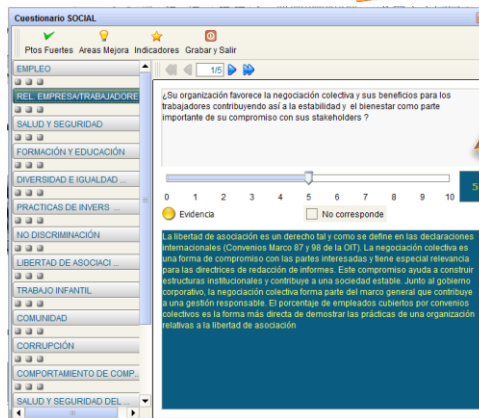 Cuestionario SOCIAL
Ptos Fuertes Areas Mejora Indicadores Grabar y Salir
EMPLEO
REL. EMPRESA/TRABAJADORE
SALUD Y SEGURIDAD
FORMACIÓN Y EDUCACIÓN
DIVERSIDAD E IGUALDAD ...
PRACTICAS DE INVERS ...
NO DISCRIMINACIÓN
LIBERTAD DE ASOCIACI ...
TRABAJO INFANTIL
COMUNIDAD
CORRUPCIÓN
COMPORTAMIENTO DE COMP...
SALUD Y SEGURIDAD DEL ...
1/5
¿Su organización favorece la negociación colectiva y sus beneficios para los
trabajadores contribuyendo así a la estabilidad y el bienestar como parte
importante de su compromiso con sus stakeholders ?
0 1 2 3 4 5 6 7 8 9 10
5
Evidencia No corresponde
La libertad de asociación es un derecho tal y como se define en las declaraciones
internacionales (Convenios Marco 87 y 98 de la OIT). La negociación colectiva es
una forma de compromiso con las partes interesadas y tiene especial relevancia
para las directrices de redacción de informes. Este compromiso ayuda a construir
estructuras institucionales y contribuye a una sociedad estable. Junto al gobierno
corporativo, la negociación colectiva forma parte del marco general que contribuye
a una gestión responsable. El porcentaje de empleados cubiertos por convenios
colectivos es la forma más directa de demostrar las prácticas de una organización
relativas a la libertad de asociación